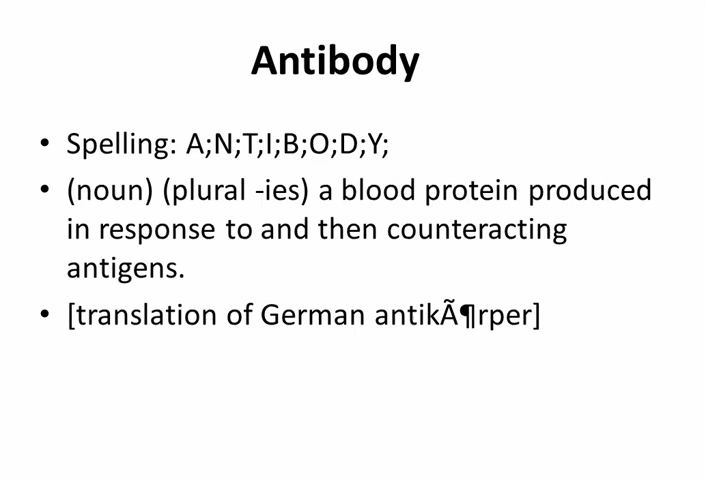 Antibody
• Spelling: A;N;T;I;B;O;D;Y;
• (noun) (plural -ies) a blood protein produced
in response to and then counteracting
antigens.
• [translation of German antikÃ¶rper]